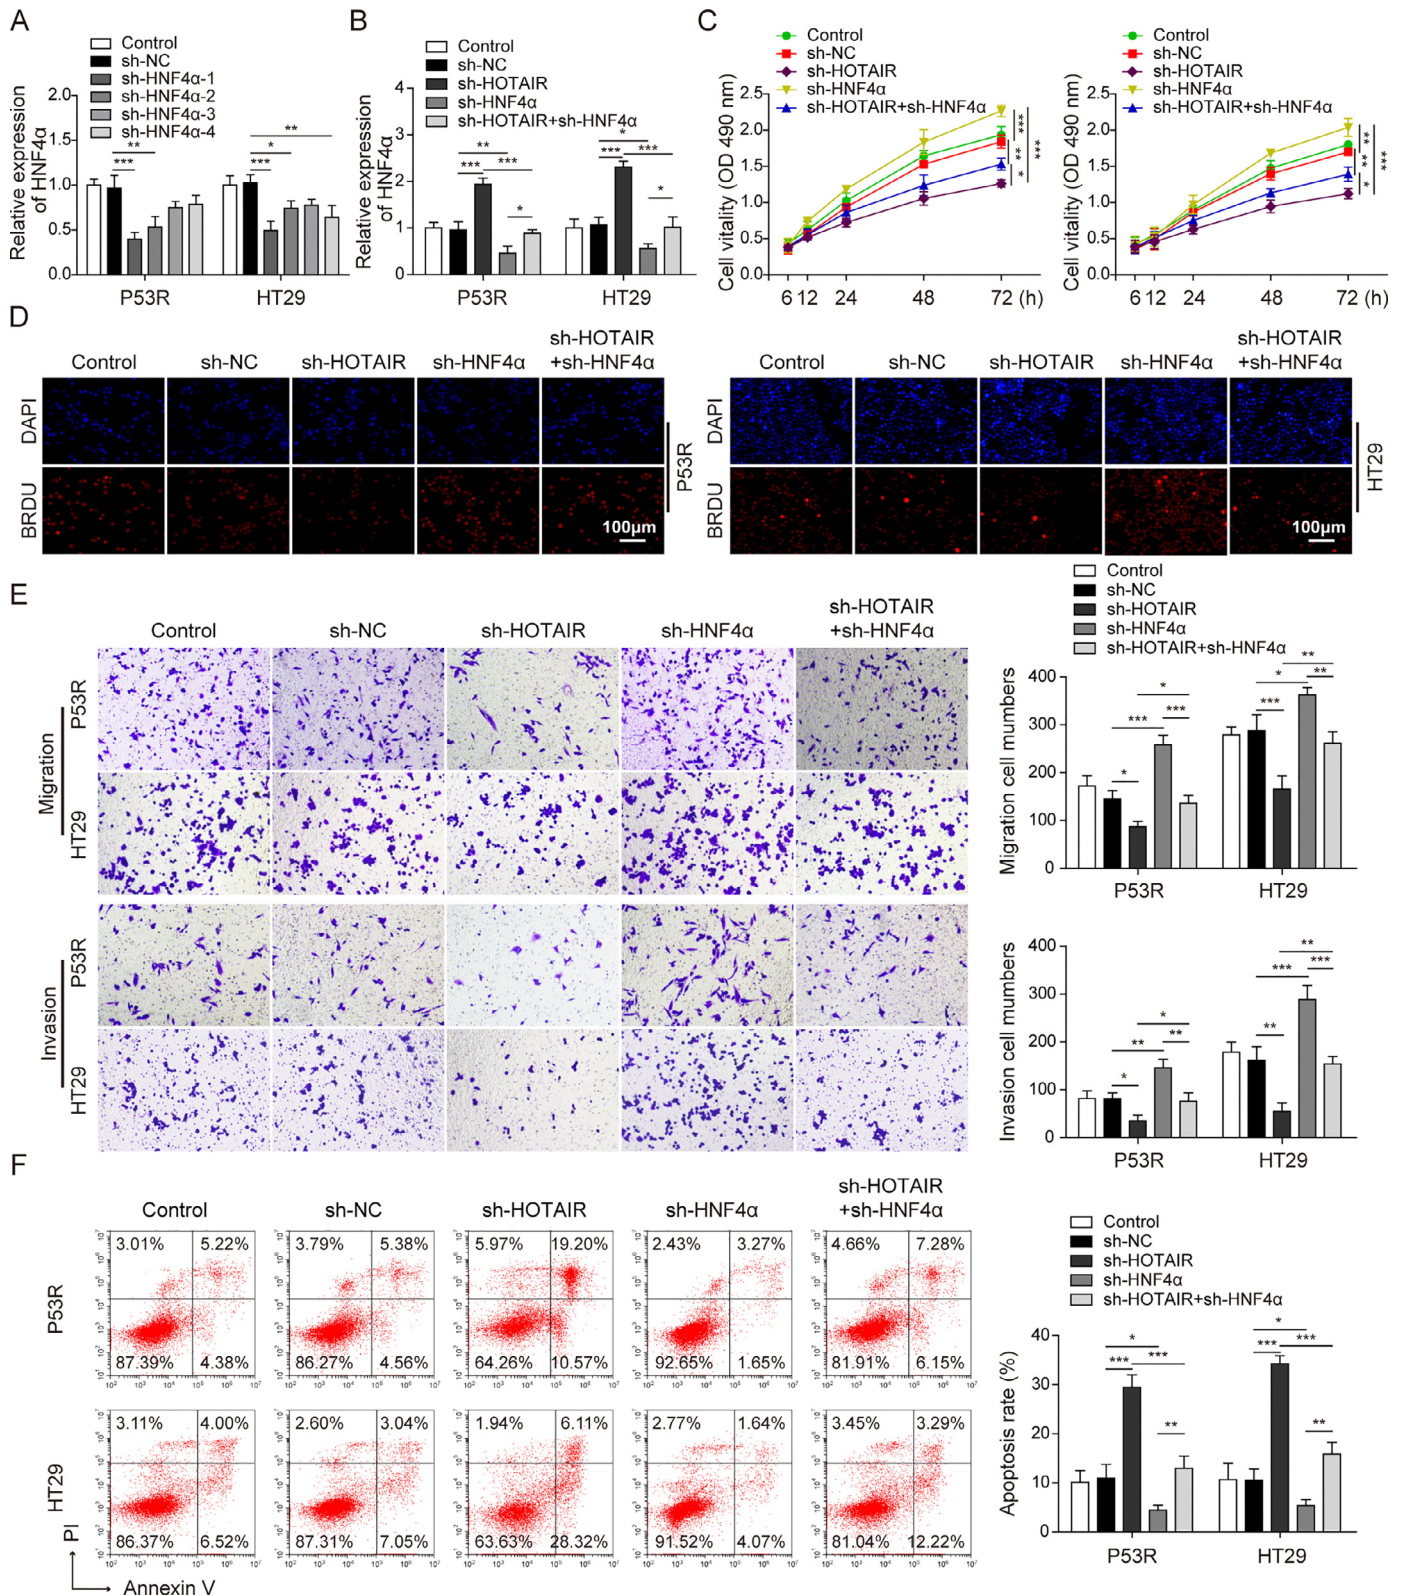 A
Control
sh-NC
sh-HNF4α-1
sh-HNF4α-2
sh-HNF4α-3
sh-HNF4α-4
Relative expression
of HNF4α
2.0
1.5
1.0
0.5
0.0
**
***
**
*
***
P53R
HT29
B
Control
sh-NC
sh-HOTAIR
sh-HNF4α
sh-HOTAIR+sh-HNF4α
Relative expression
of HNF4α
4
3
2
1
0
**
***
***
*
*
***
***
*
P53R
HT29
C
Control
sh-NC
sh-HOTAIR
sh-HNF4α
sh-HOTAIR+sh-HNF4α
Cell vitality (OD 490 nm)
2.5
2.0
1.5
1.0
0.5
0.0
6 12 24 48 72 (h)
***
**
*
***
Control
sh-NC
sh-HOTAIR
sh-HNF4α
sh-HOTAIR+sh-HNF4α
Cell vitality (OD 490 nm)
2.5
2.0
1.5
1.0
0.5
0.0
6 12 24 48 72 (h)
**
**
*
***
D
Control sh-NC sh-HOTAIR sh-HNF4α sh-HOTAIR
+sh-HNF4α
DAPI
BRDU
100μm
P53R
Control sh-NC sh-HOTAIR sh-HNF4α sh-HOTAIR
+sh-HNF4α
DAPI
BRDU
100μm
HT29
E
Control sh-NC sh-HOTAIR sh-HNF4α sh-HOTAIR
+sh-HNF4α
Migration
P53R
HT29
Invasion
P53R
HT29
Control
sh-NC
sh-HOTAIR
sh-HNF4α
sh-HOTAIR+sh-HNF4α
Migration cell numbers
400
300
200
100
0
*
***
***
*
**
*
**
***
P53R
HT29
Invasion cell numbers
400
300
200
100
0
*
**
**
*
**
***
***
**
P53R
HT29
F
Control sh-NC sh-HOTAIR sh-HNF4α sh-HOTAIR
+sh-HNF4α
P53R
3.01% 5.22%
87.39% 4.38%
3.79% 5.38%
86.27% 4.56%
5.97% 19.20%
64.26% 10.57%
2.43% 3.27%
92.65% 1.65%
4.66% 7.28%
81.91% 6.15%
HT29
3.11% 4.00%
86.37% 6.52%
2.60% 3.04%
87.31% 7.05%
1.94% 6.11%
63.63% 28.32%
2.77% 1.64%
91.52% 4.07%
3.45% 3.29%
81.04% 12.22%
PI
Annexin V
Control
sh-NC
sh-HOTAIR
sh-HNF4α
sh-HOTAIR+sh-HNF4α
Apoptosis rate (%)
40
30
20
10
0
*
***
***
**
*
***
***
**
P53R
HT29